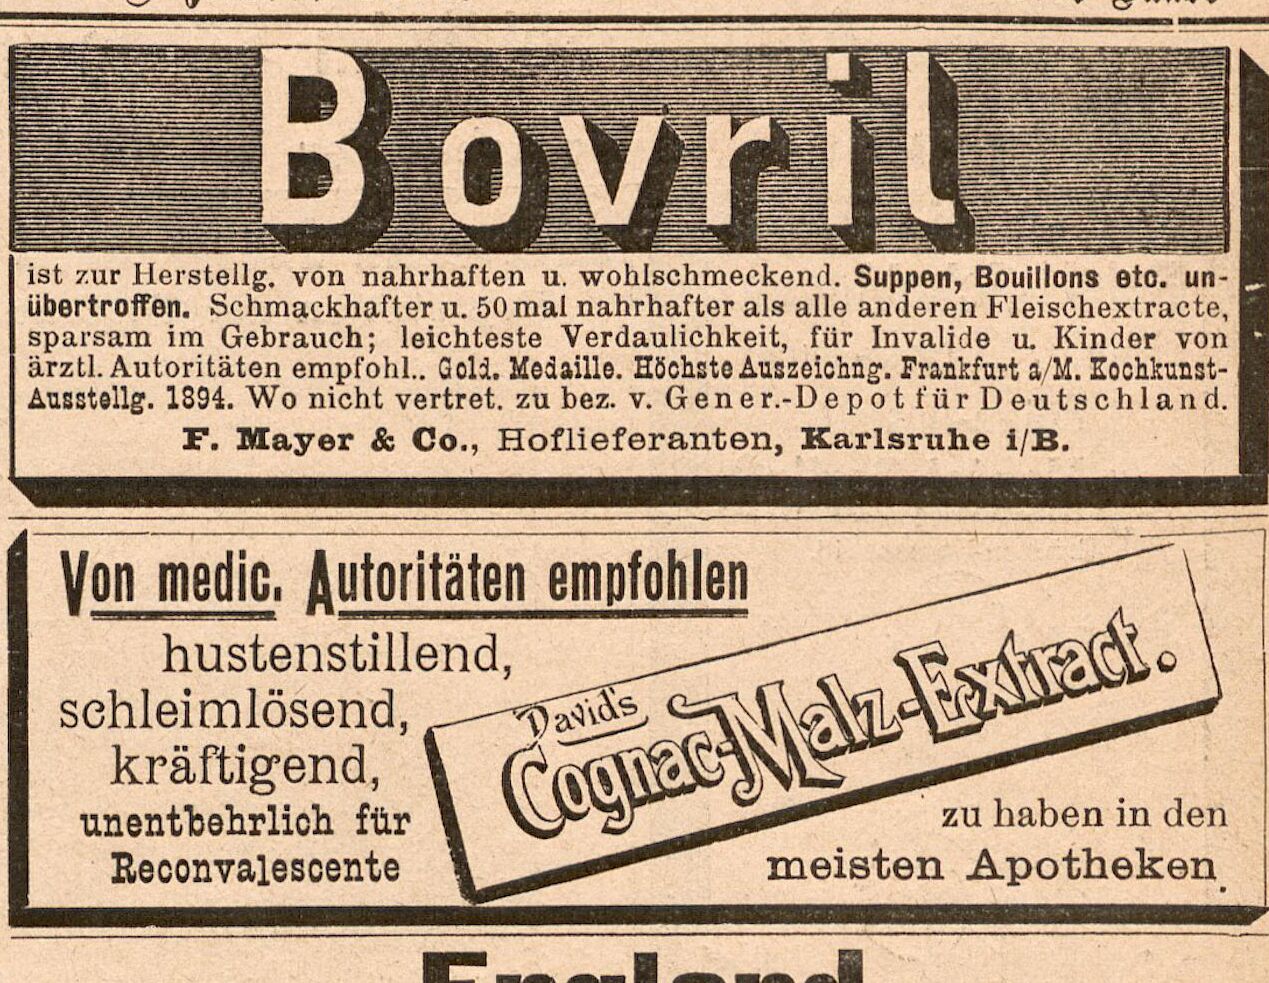 Bovril
ist zur Herstellg. von nahrhaften u. wohlschmeckend. Suppen, Bouillons etc. un-
übertroffen. Schmackhafter u. 50 mal nahrhafter als alle anderen Fleischextracte,
sparsam im Gebrauch; leichteste Verdaulichkeit, für Invalide u. Kinder von
ärztl. Autoritäten empfohl.. Gold. Medaille. Höchste Auszeichng. Frankfurt a/M. Kochkunst-
Ausstellg. 1894. Wo nicht vertret. zu bez. v. Gener.-Depot für Deutschland.
F. Mayer & Co., Hoflieferanten, Karlsruhe i/B.
Von medic. Autoritäten empfohlen
hustenstillend,
schleimlösend,
kräftigend,
unentbehrlich für
Reconvalescente
David's
Cognac-Malz-Extract.
zu haben in den
meisten Apotheken.
England